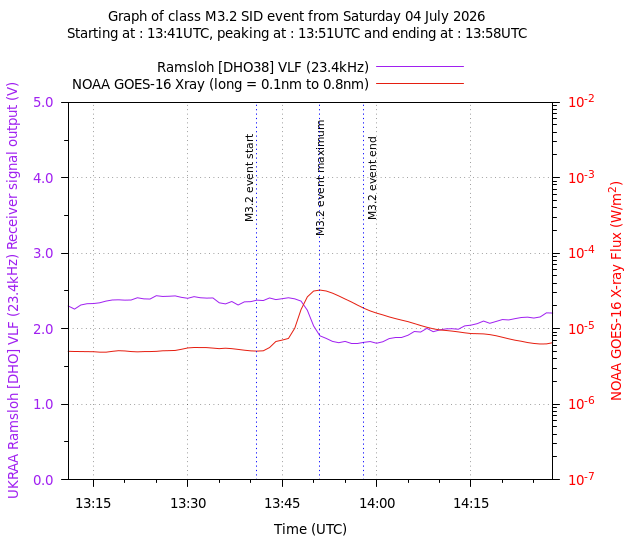 Graph of class M3.2 SID event from Saturday 04 July 2026
Starting at : 13:41UTC, peaking at : 13:51UTC and ending at : 13:58UTC
Ramsloh [DHO38] VLF (23.4kHz)
NOAA GOES-16 Xray (long = 0.1nm to 0.8nm)
UKRAA Ramsloh [DHO] VLF (23.4kHz) Receiver signal output (V)
5.0
4.0
3.0
2.0
1.0
0.0
M3.2 event start
M3.2 event maximum
M3.2 event end
10-2
10-3
10-4
10-5
10-6
10-7
NOAA GOES-16 X-ray Flux (W/m2)
13:15 13:30 13:45 14:00 14:15
Time (UTC)